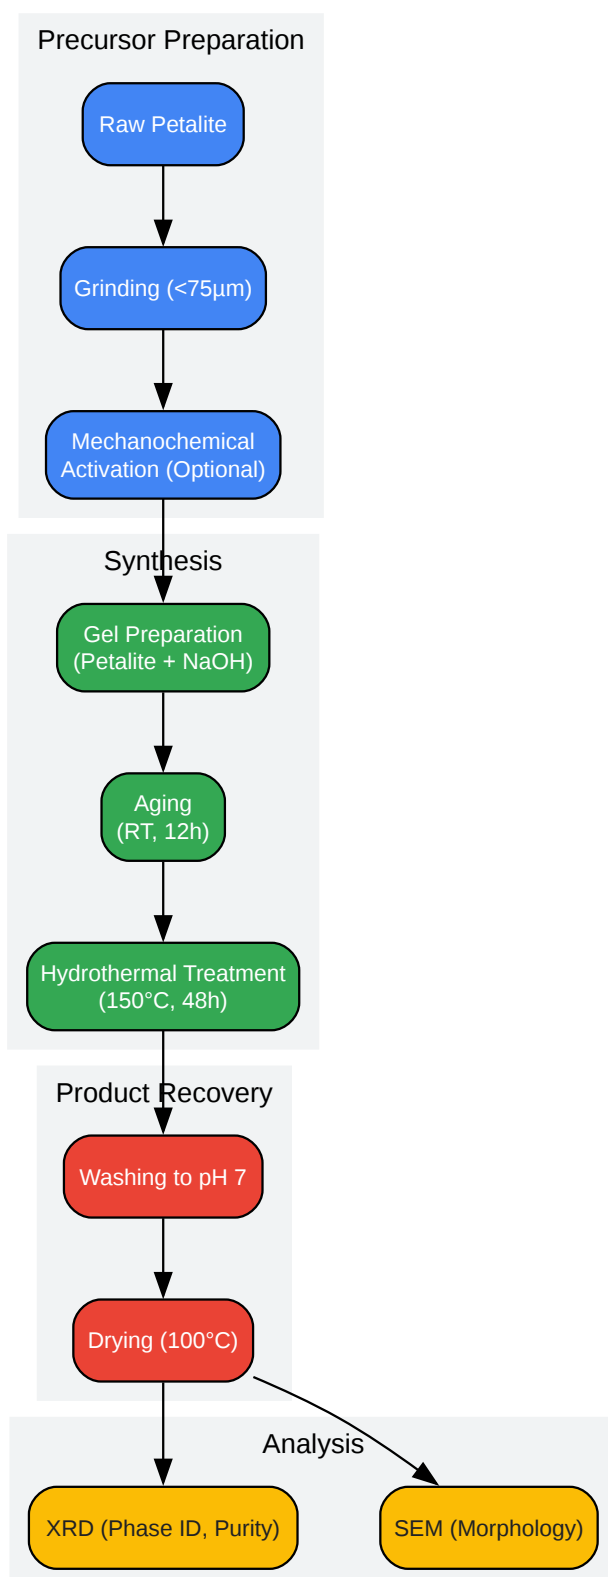 Precursor Preparation
Raw Petalite
Grinding (<75µm)
Mechanochemical
Activation (Optional)
Synthesis
Gel Preparation
(Petalite + NaOH)
Aging
(RT, 12h)
Hydrothermal Treatment
(150°C, 48h)
Product Recovery
Washing to pH 7
Drying (100°C)
Analysis
XRD (Phase ID, Purity)
SEM (Morphology)